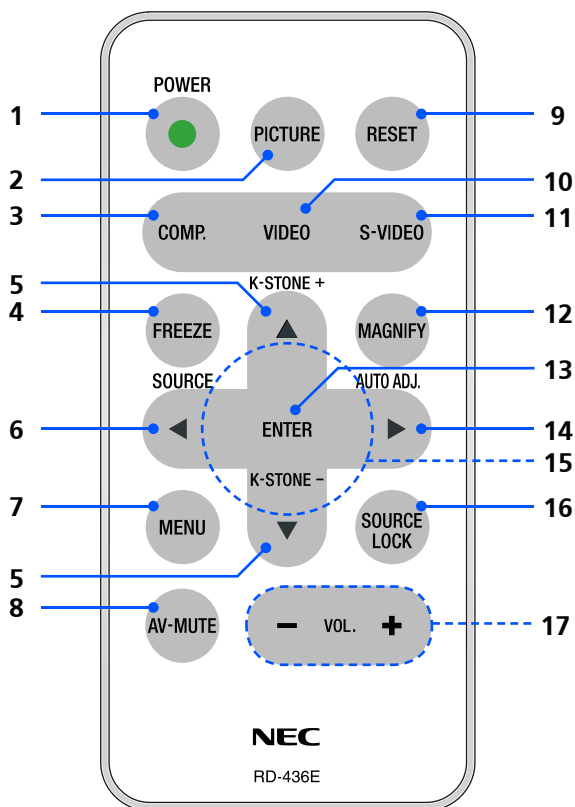 POWER
1
PICTURE
RESET
9
2
10
3
COMP.
VIDEO
S-VIDEO
11
5
K-STONE +
4
FREEZE
MAGNIFY
12
SOURCE
AUTO ADJ.
13
6
ENTER
14
15
K-STONE −
7
MENU
SOURCE
LOCK
16
5
8
AV-MUTE
− VOL. +
17
NEC
RD-436E